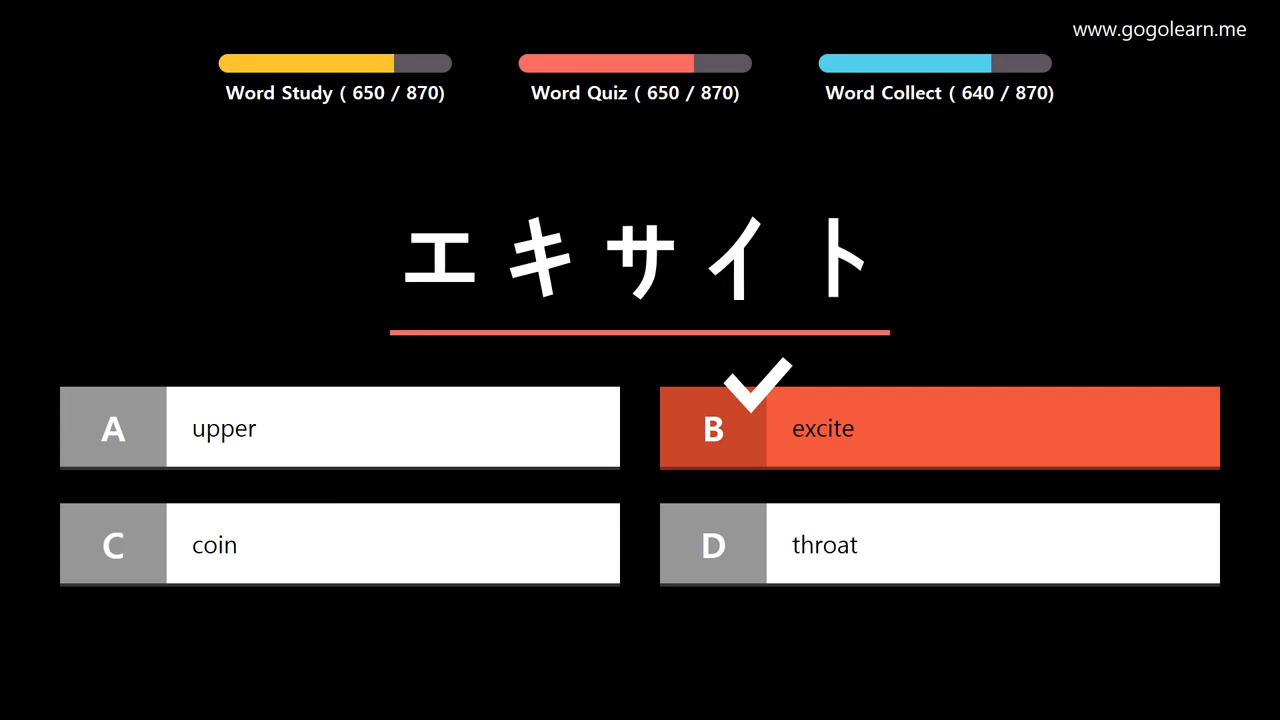 www.gogolearn.me
Word Study ( 650 / 870)
Word Quiz ( 650 / 870)
Word Collect ( 640 / 870)
エキサイト
A upper
B excite
C coin
D throat